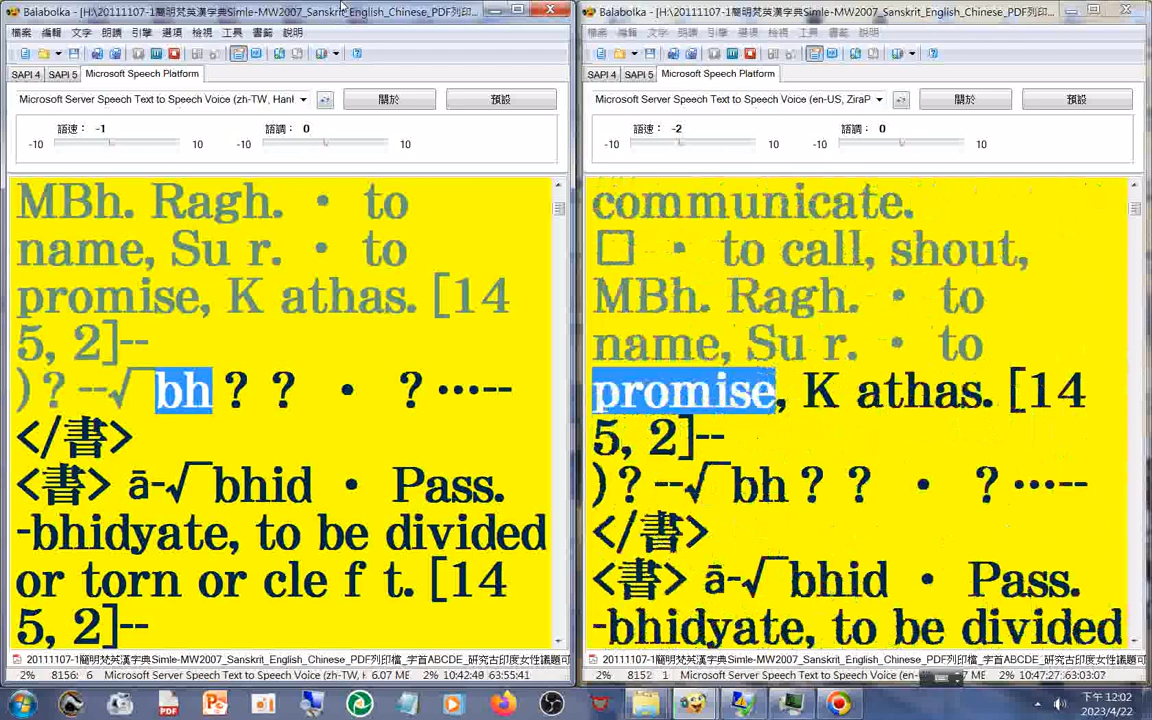 Balabolka - [H:\20111107-1簡明梵英漢字典Simle-MW2007_Sanskrit_English_Chinese_PDF列印...
檔案 編輯 文字 朗讀 引擎 選項 檢視 工具 書籤 說明
SAPI 4 SAPI 5 Microsoft Speech Platform
Microsoft Server Speech Text to Speech Voice (zh-TW, Hanl
關於 預設
語速： -1 語調： 0
-10 10 -10 10
MBh. Ragh. • to
name, Su r. • to
promise, K athas. [14
5, 2]--
) ? --√bh ? ? • ? …--
</書>
<書> ā-√bhid • Pass.
-bhidyate, to be divided
or torn or cle f t. [14
5, 2]--
20111107-1簡明梵英漢字典Simle-MW2007_Sanskrit_English_Chinese_PDF列印檔_字首ABCDE_研究古印度女性議題可
2% 8156: 6 Microsoft Server Speech Text to Speech Voice (zh-TW, 6.07 MB 2% 10:42:49 63:55:41
Balabolka - [H:\20111107-1簡明梵英漢字典Simle-MW2007_Sanskrit_English_Chinese_PDF列印...
檔案 編輯 文字 朗讀 引擎 選項 檢視 工具 書籤 說明
SAPI 4 SAPI 5 Microsoft Speech Platform
Microsoft Server Speech Text to Speech Voice (en-US, ZiraP
關於 預設
語速： -2 語調： 0
-10 10 -10 10
communicate.
□ • to call, shout,
MBh. Ragh. • to
name, Su r. • to
promise, K athas. [14
5, 2]--
) ? --√bh ? ? • ? …--
</書>
<書> ā-√bhid • Pass.
-bhidyate, to be divided
20111107-1簡明梵英漢字典Simle-MW2007_Sanskrit_English_Chinese_PDF列印檔_字首ABCDE_研究古印度女性議題可
2% 8152 1 Microsoft Server Speech Text to Speech Voice 2% 10:47:27 63:03:0
下午 12:02
2023/4/22